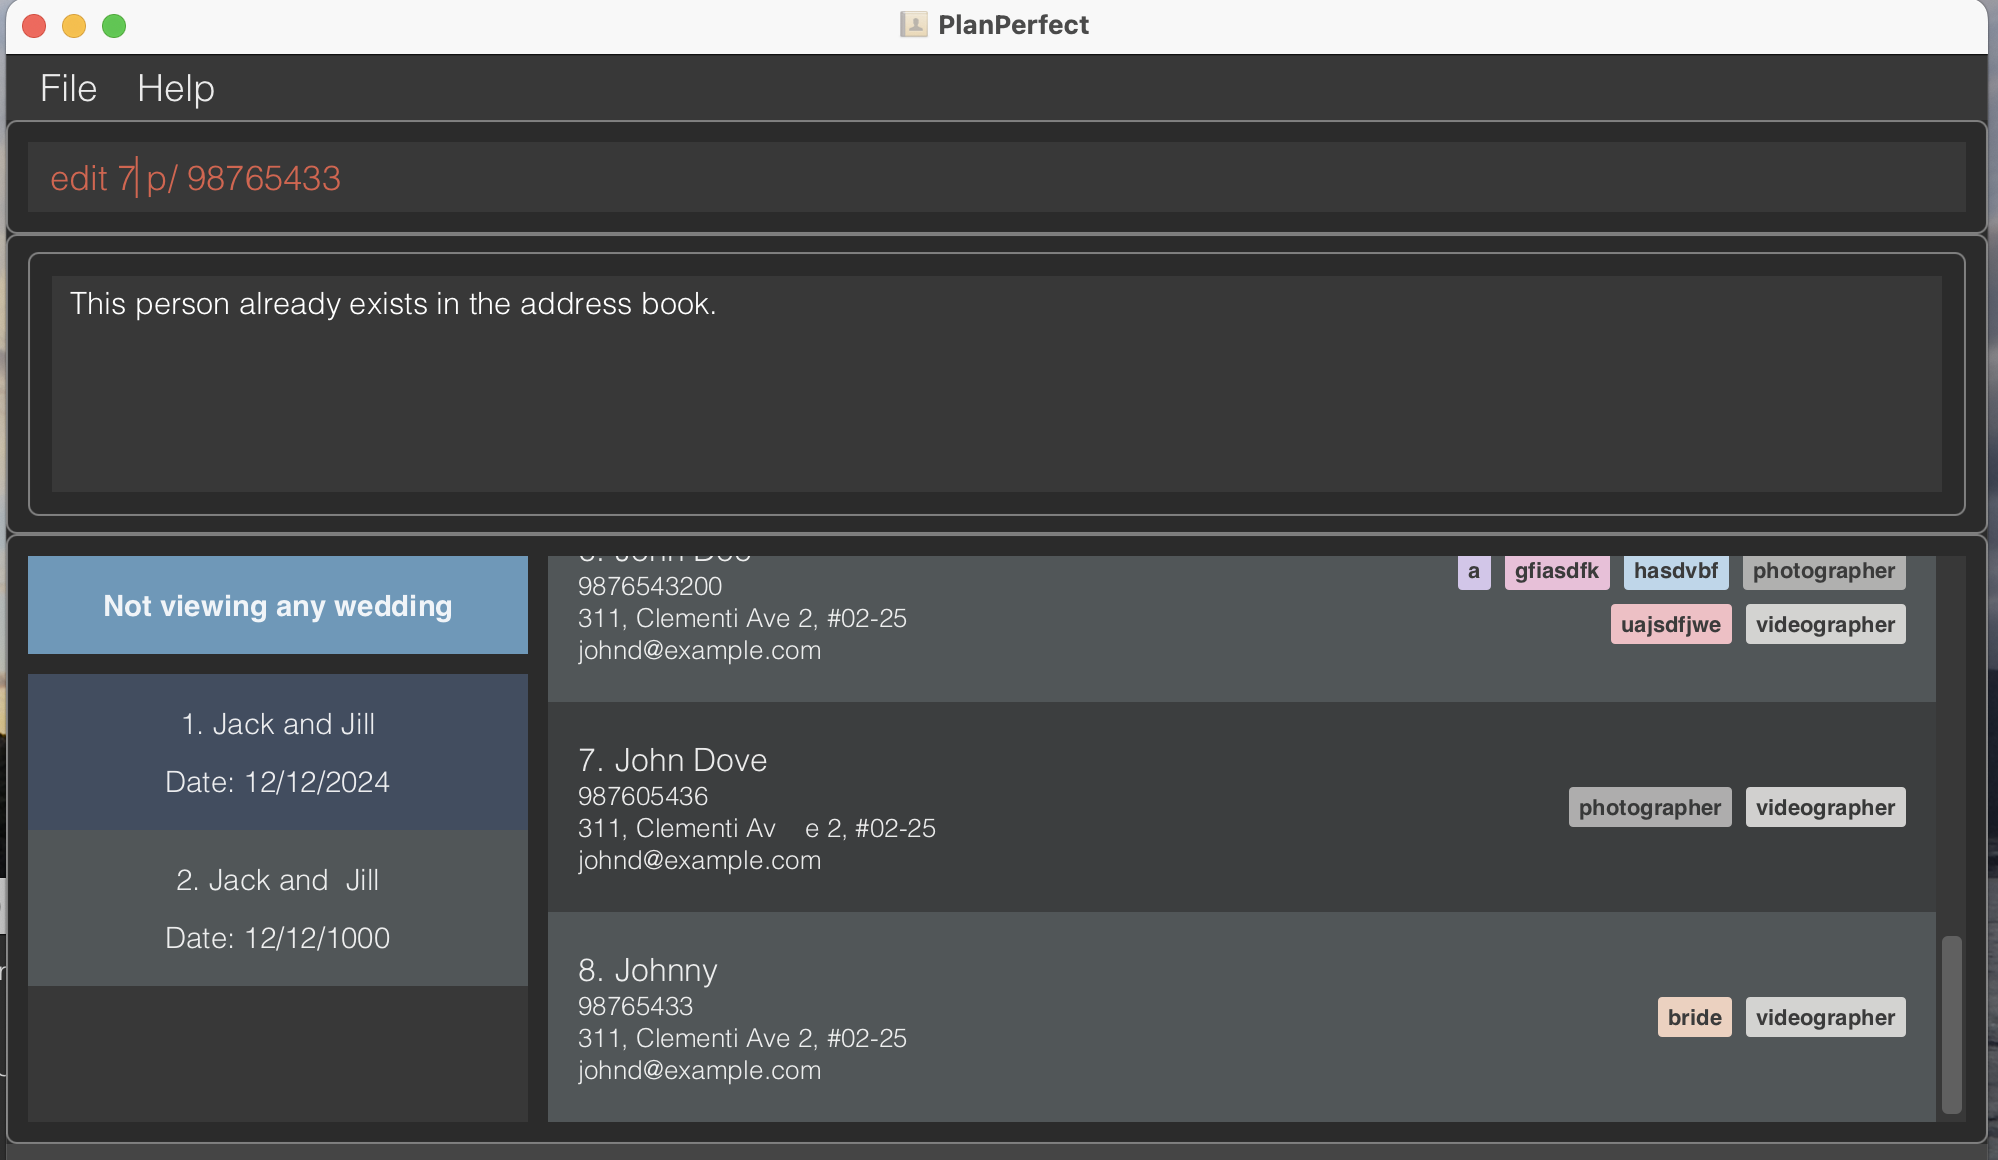 PlanPerfect
File Help
edit 7 p/ 98765433
This person already exists in the address book.
Not viewing any wedding
1. Jack and Jill
Date: 12/12/2024
2. Jack and  Jill
Date: 12/12/1000
John Doe
9876543200
311, Clementi Ave 2, #02-25
johnd@example.com
a gfiasdfk hasdvbf photographer
uajsdfjwe videographer
7. John Dove
987605436
311, Clementi Av    e 2, #02-25
johnd@example.com
photographer videographer
8. Johnny
98765433
311, Clementi Ave 2, #02-25
johnd@example.com
bride videographer